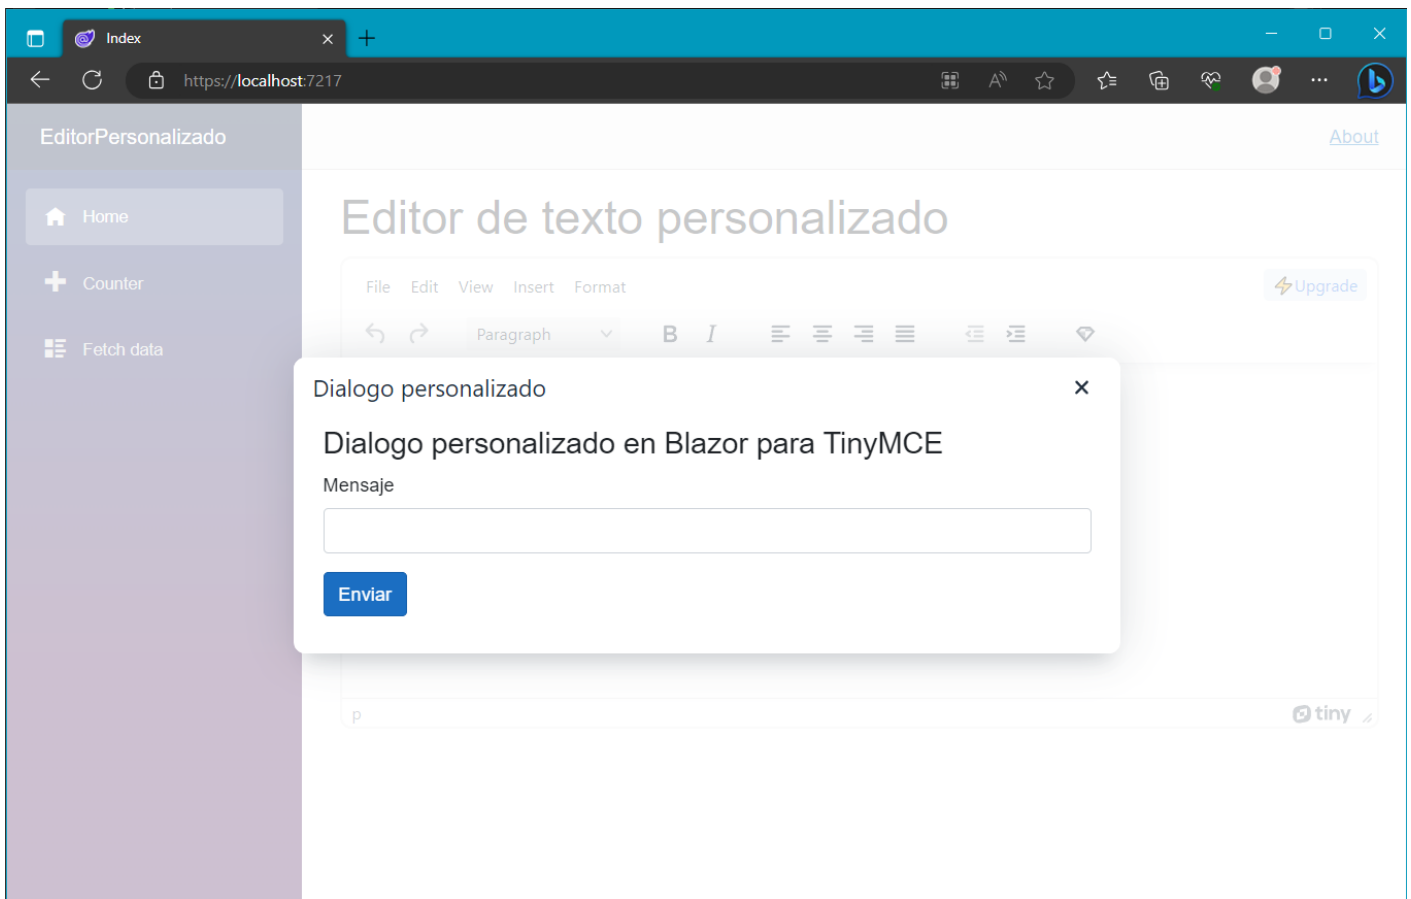 Index
https://localhost:7217
EditorPersonalizado
About
Home
Editor de texto personalizado
Counter
File Edit View Insert Format
Upgrade
Paragraph
B I
Fetch data
Dialogo personalizado
Dialogo personalizado en Blazor para TinyMCE
Mensaje
Enviar
p
tiny